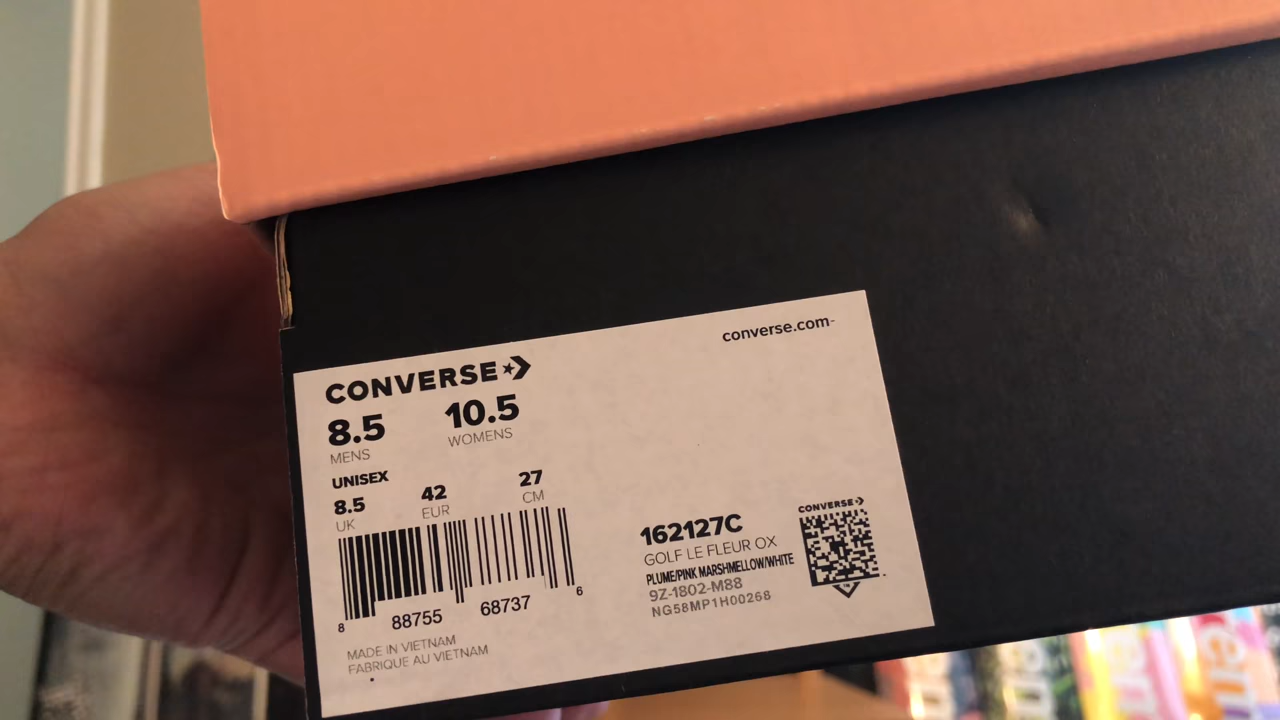 converse.com
CONVERSE
8.5 10.5
MENS WOMENS
UNISEX
8.5 42 27
UK EUR CM
8 88755 68737 6
MADE IN VIETNAM
FABRIQUE AU VIETNAM
CONVERSE
162127C
GOLF LE FLEUR OX
PLUME/PINK MARSHMELLOW/WHITE
9Z-1802-M88
NG58MP1H00268